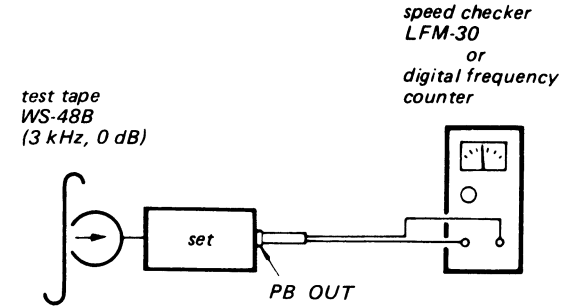 speed checker
LFM-30
or
digital frequency
counter
test tape
WS-48B
(3 kHz, 0 dB)
set
PB OUT